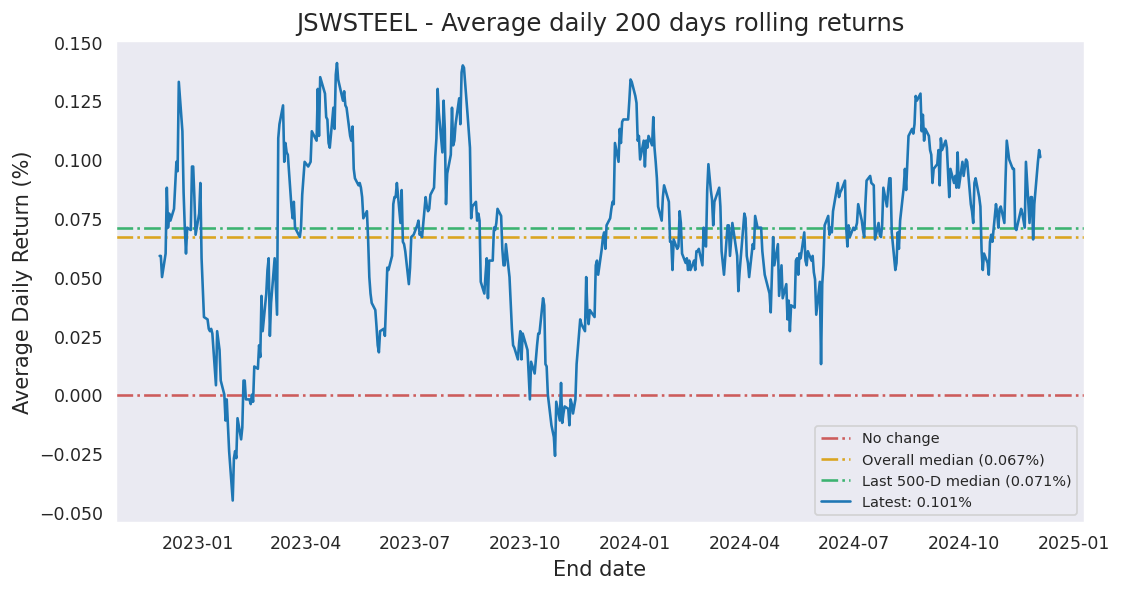 JSWSTEEL - Average daily 200 days rolling returns
0.150
0.125
0.100
0.075
0.050
0.025
0.000
−0.025
−0.050
Average Daily Return (%)
No change
Overall median (0.067%)
Last 500-D median (0.071%)
Latest: 0.101%
2023-01 2023-04 2023-07 2023-10 2024-01 2024-04 2024-07 2024-10 2025-01
End date